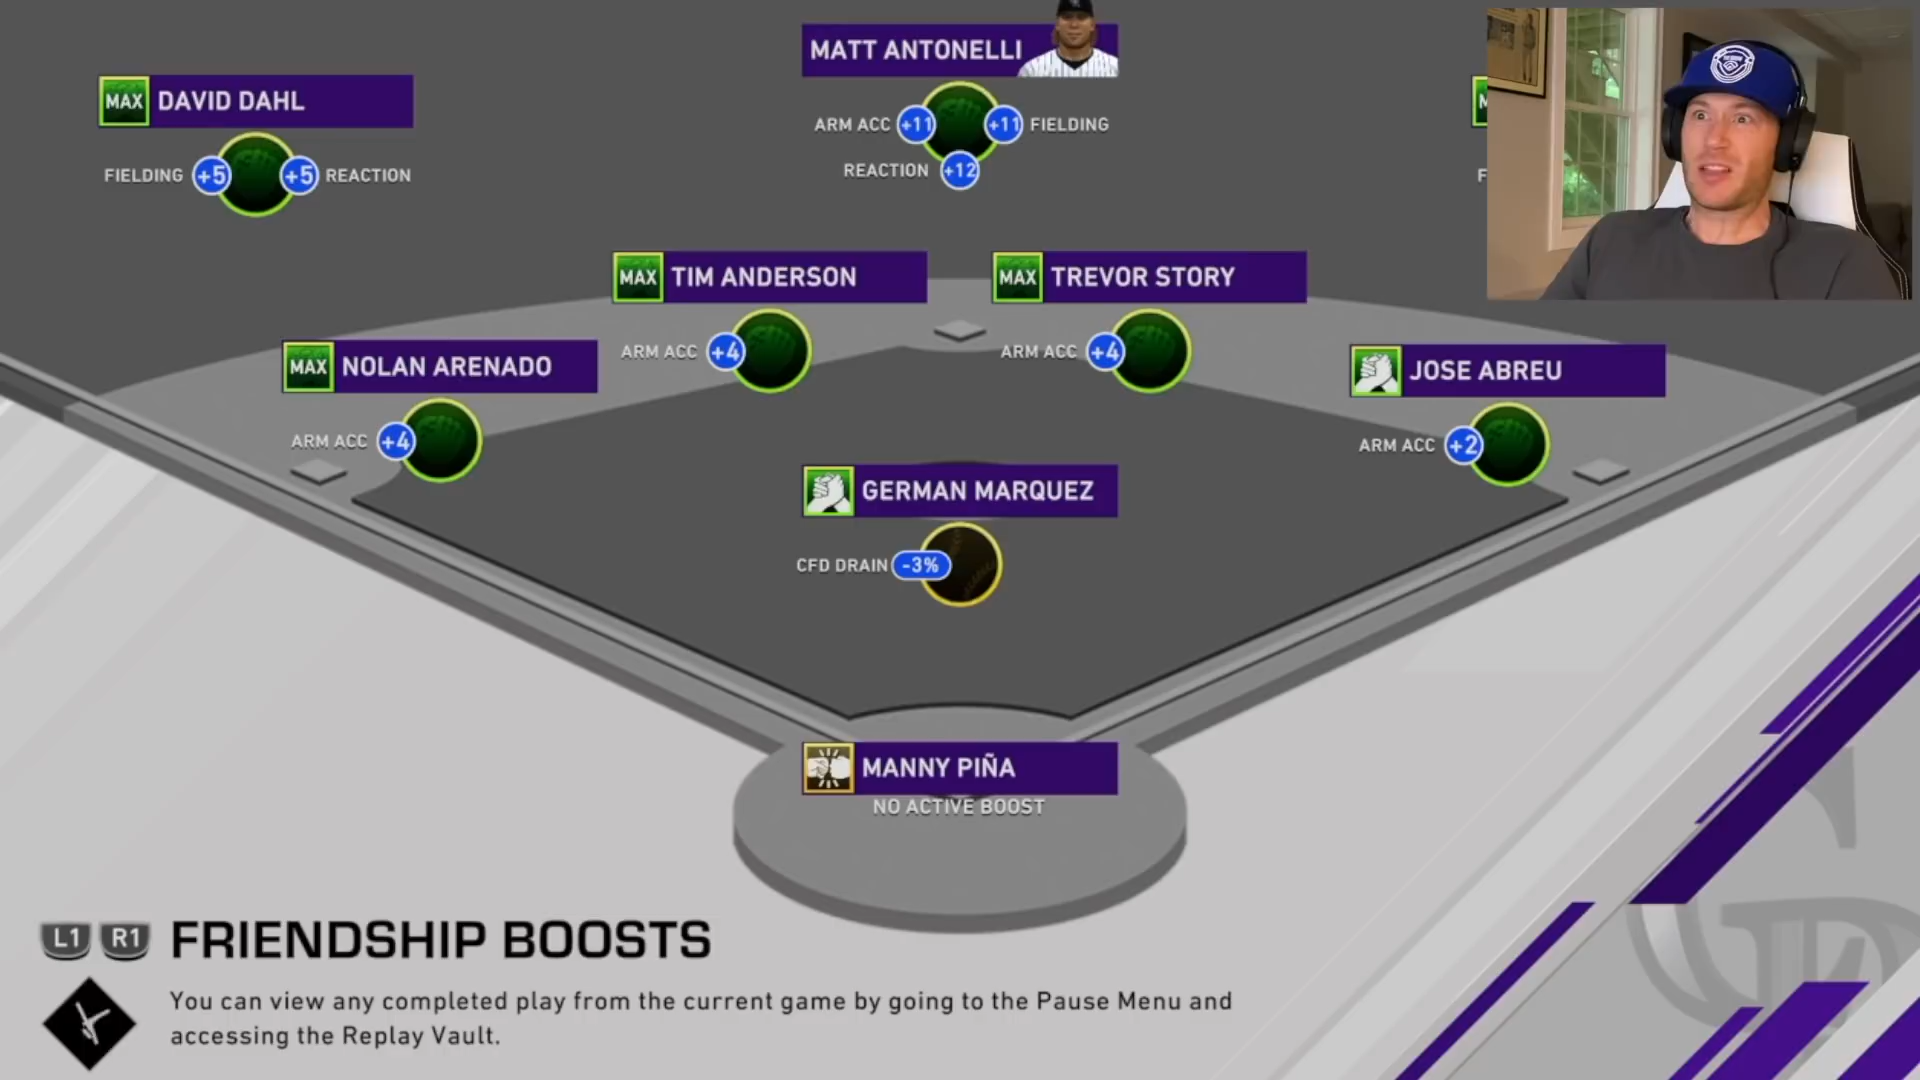 MATT ANTONELLI
ARM ACC +11 +11 FIELDING
REACTION +12
MAX DAVID DAHL
FIELDING +5 +5 REACTION
MAX TIM ANDERSON
ARM ACC +4
MAX TREVOR STORY
ARM ACC +4
MAX NOLAN ARENADO
ARM ACC +4
JOSE ABREU
ARM ACC +2
GERMAN MARQUEZ
CFD DRAIN -3%
MANNY PIÑA
NO ACTIVE BOOST
L1 R1 FRIENDSHIP BOOSTS
You can view any completed play from the current game by going to the Pause Menu and
accessing the Replay Vault.